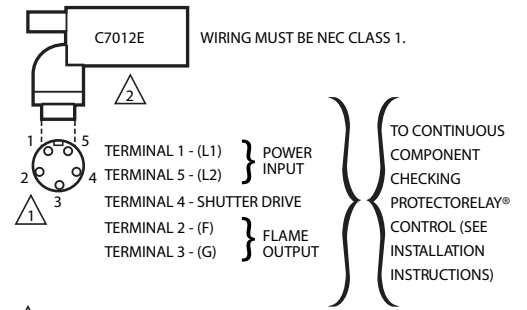 C7012E
WIRING MUST BE NEC CLASS 1.
2
1 5
2 4
3
1
TERMINAL 1 - (L1)
TERMINAL 5 - (L2)
POWER
INPUT
TERMINAL 4 - SHUTTER DRIVE
TERMINAL 2 - (F)
TERMINAL 3 - (G)
FLAME
OUTPUT
TO CONTINUOUS
COMPONENT
CHECKING
PROTECTORELAY®
CONTROL (SEE
INSTALLATION
INSTRUCTIONS)